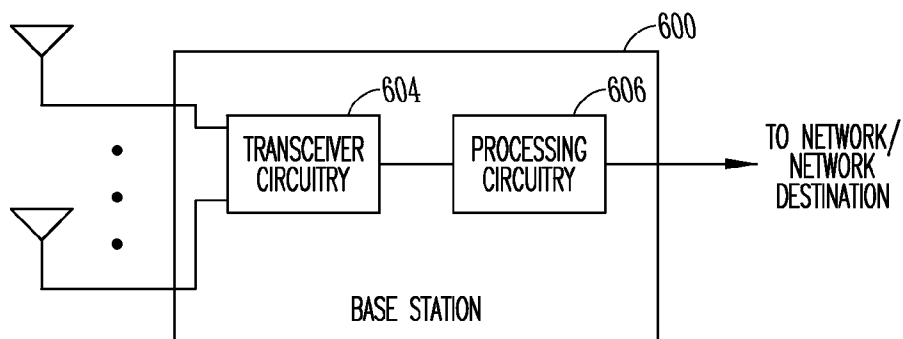 600
604
606
TRANSCEIVER
CIRCUITRY
PROCESSING
CIRCUITRY
TO NETWORK/
NETWORK
DESTINATION
BASE STATION